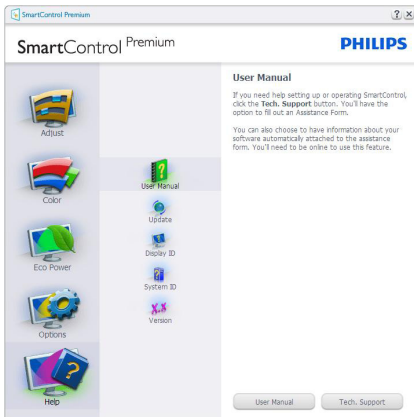 SmartControl Premium
SmartControl Premium
PHILIPS
Adjust
Color
Eco Power
Options
Help
User Manual
Update
Display ID
System ID
Version
User Manual
If you need help setting up or operating SmartControl,
click the Tech. Support button. You'll have the
option to fill out an Assistance Form.
You can also choose to have information about your
software automatically attached to the assistance
form. You'll need to be online to use this feature.
User Manual
Tech. Support